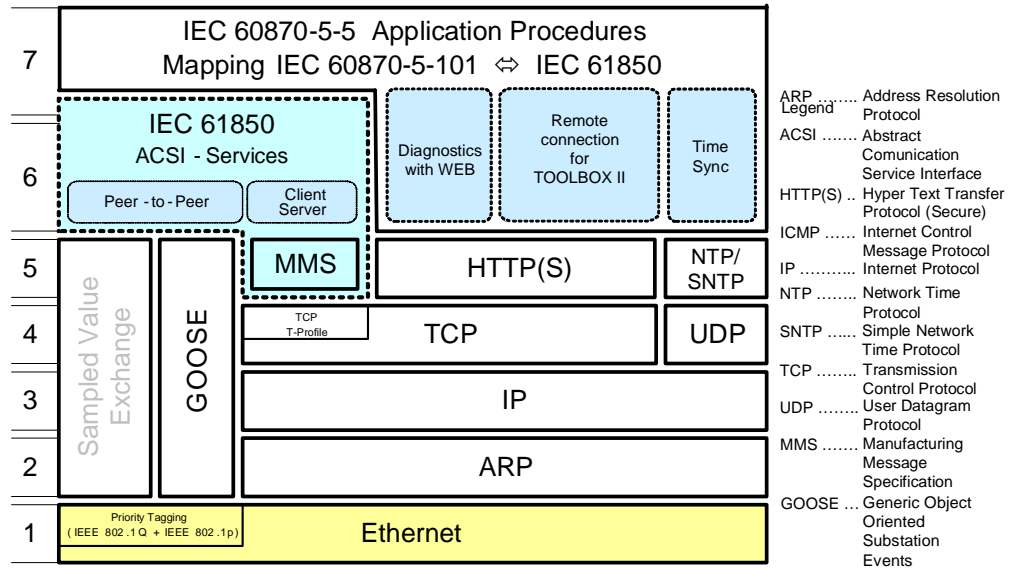 7
IEC 60870-5-5 Application Procedures
Mapping IEC 60870-5-101 ⇔ IEC 61850
6
IEC 61850
ACSI - Services
Peer - to - Peer
Client
Server
Diagnostics
with WEB
Remote
connection
for
TOOLBOX II
Time
Sync
5
MMS
HTTP(S)
NTP/
SNTP
4
TCP
T-Profile
TCP
UDP
Sampled Value
Exchange
GOOSE
3
IP
2
ARP
1
Priority Tagging
( IEEE 802 .1 Q + IEEE 802 .1p)
Ethernet
Legend
ARP ........ Address Resolution
Protocol
ACSI ....... Abstract
Comunication
Service Interface
HTTP(S) .. Hyper Text Transfer
Protocol (Secure)
ICMP ...... Internet Control
Message Protocol
IP ........... Internet Protocol
NTP ........ Network Time
Protocol
SNTP ..... Simple Network
Time Protocol
TCP ........ Transmission
Control Protocol
UDP ........ User Datagram
Protocol
MMS ....... Manufacturing
Message
Specification
GOOSE ... Generic Object
Oriented
Substation
Events